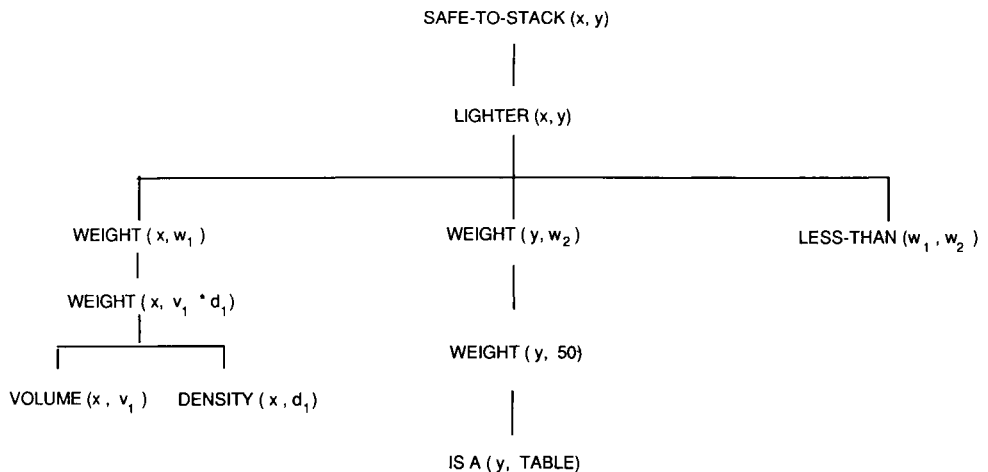 SAFE-TO-STACK (x, y)
LIGHTER (x, y)
WEIGHT ( x, w₁ ) WEIGHT ( y, w₂ ) LESS-THAN (w₁ , w₂ )
WEIGHT ( x, v₁ * d₁)
WEIGHT ( y, 50)
VOLUME (x , v₁ ) DENSITY ( x , d₁ )
IS A ( y, TABLE)